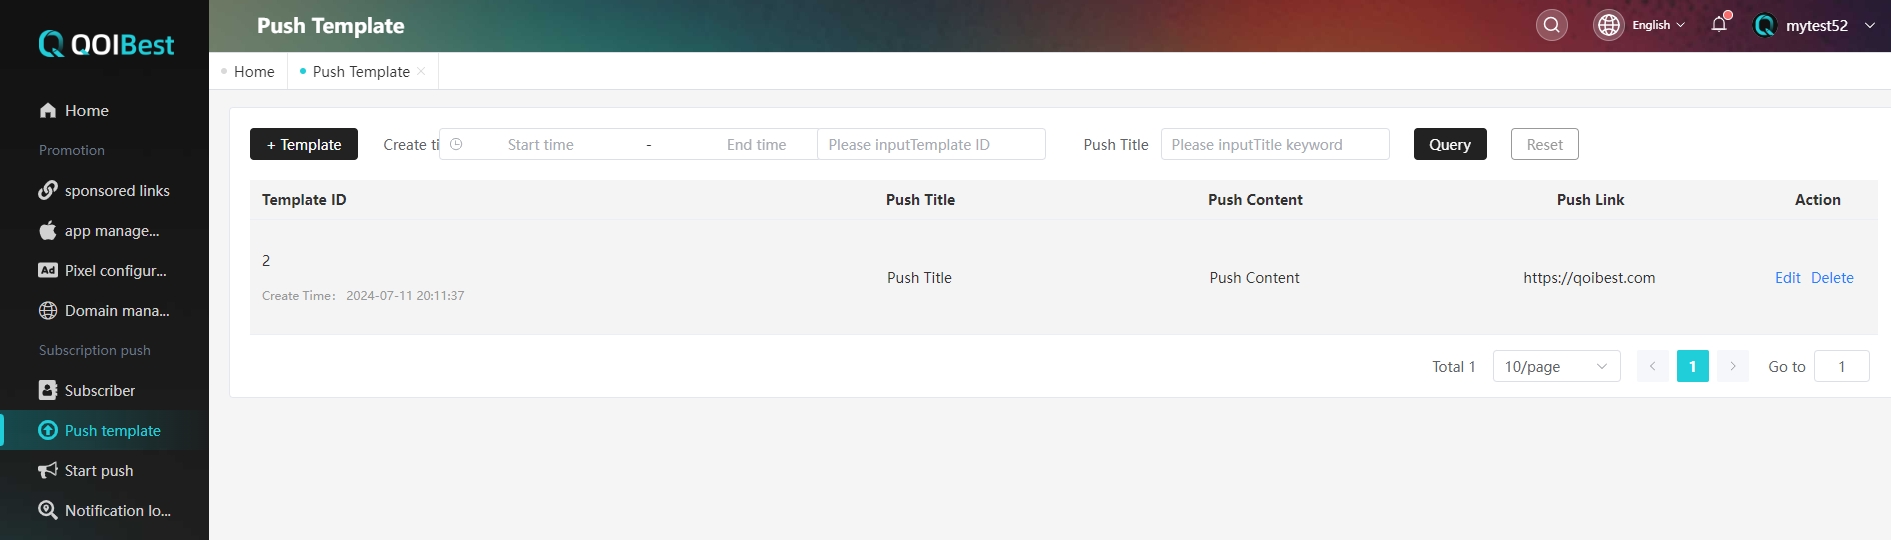 QOIBest
Push Template
English
mytest52
Home
Push Template
Home
Promotion
sponsored links
app manage...
Ad Pixel configur...
Domain mana...
Subscription push
Subscriber
Push template
Start push
Notification lo...
+ Template
Create ti
Start time - End time
Please inputTemplate ID
Push Title
Please inputTitle keyword
Query
Reset
Template ID Push Title Push Content Push Link Action
2
Create Time: 2024-07-11 20:11:37
Push Title Push Content https://qoibest.com Edit Delete
Total 1 10/page < 1 > Go to 1